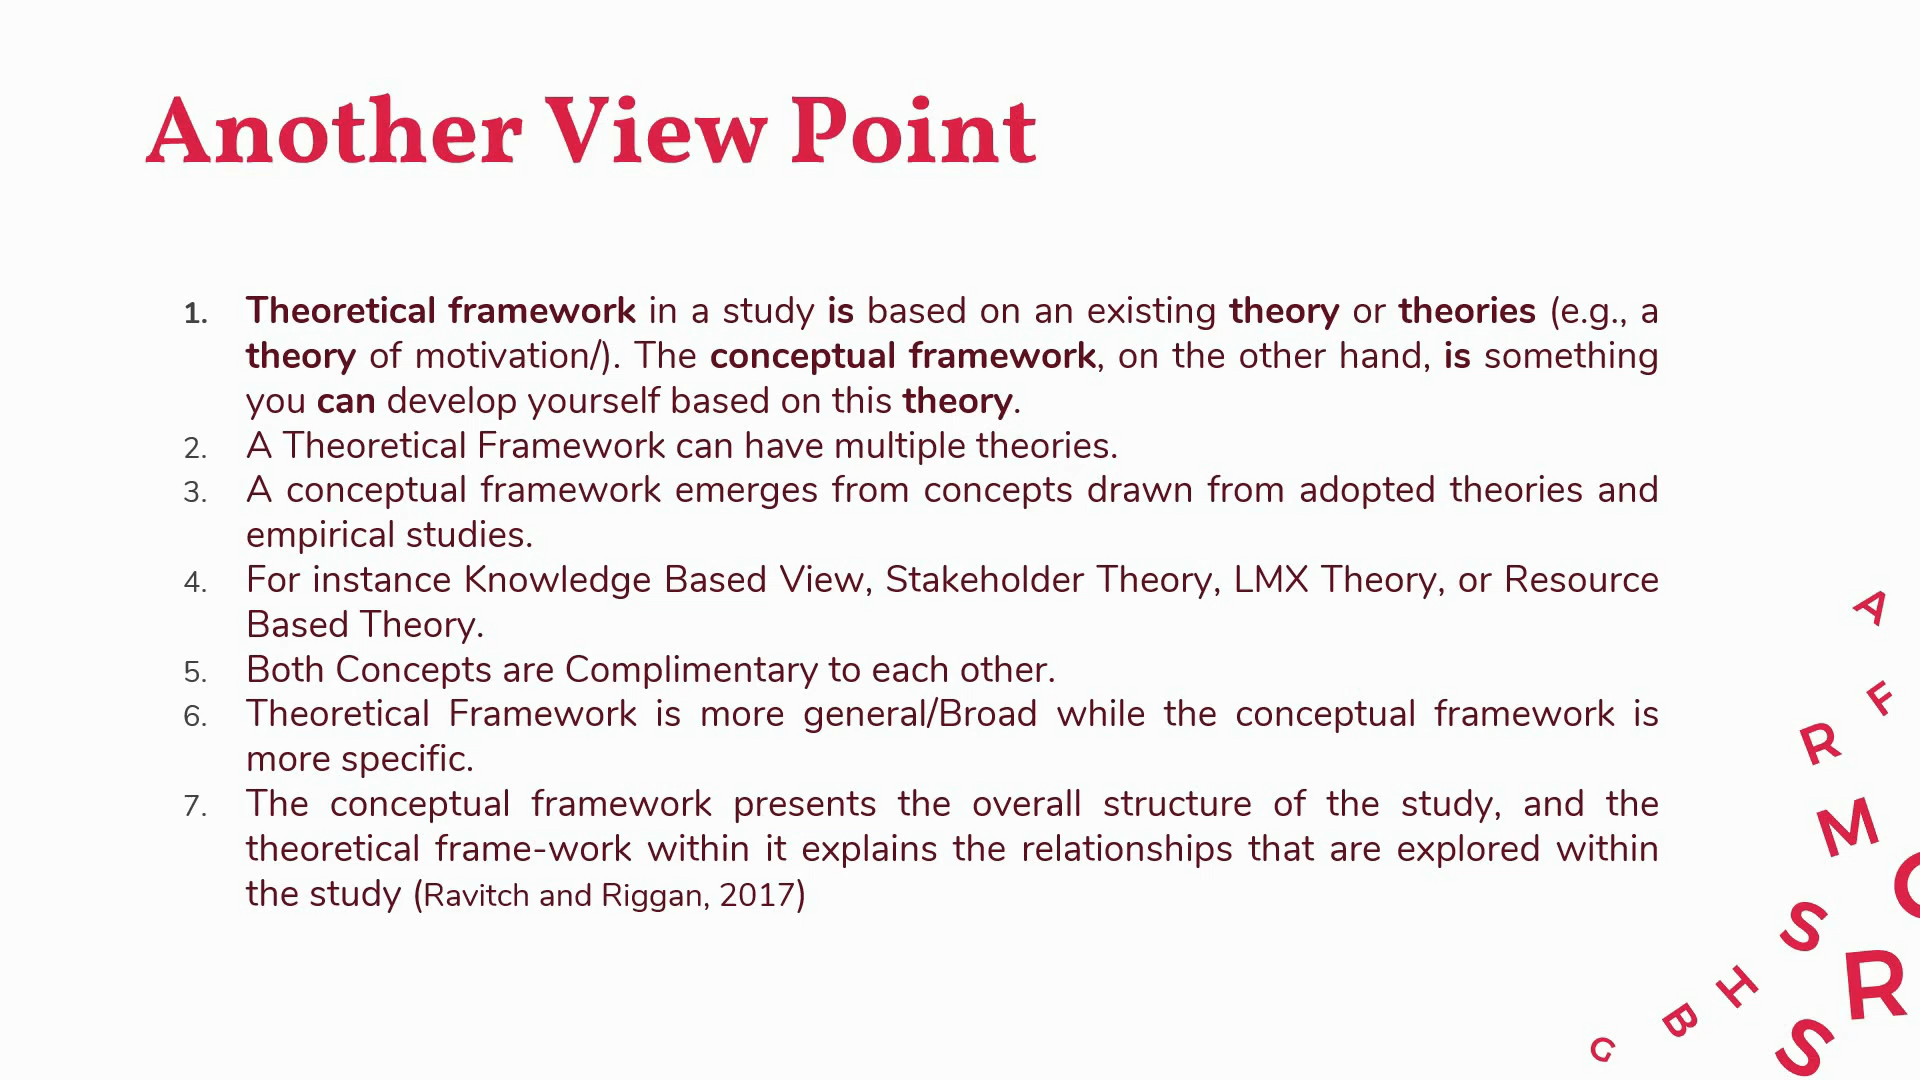 Another View Point
1. Theoretical framework in a study is based on an existing theory or theories (e.g., a
theory of motivation/). The conceptual framework, on the other hand, is something
you can develop yourself based on this theory.
2. A Theoretical Framework can have multiple theories.
3. A conceptual framework emerges from concepts drawn from adopted theories and
empirical studies.
4. For instance Knowledge Based View, Stakeholder Theory, LMX Theory, or Resource
Based Theory.
5. Both Concepts are Complimentary to each other.
6. Theoretical Framework is more general/Broad while the conceptual framework is
more specific.
7. The conceptual framework presents the overall structure of the study, and the
theoretical frame-work within it explains the relationships that are explored within
the study (Ravitch and Riggan, 2017)
A
F
R
M
S
R
H
B
S
G